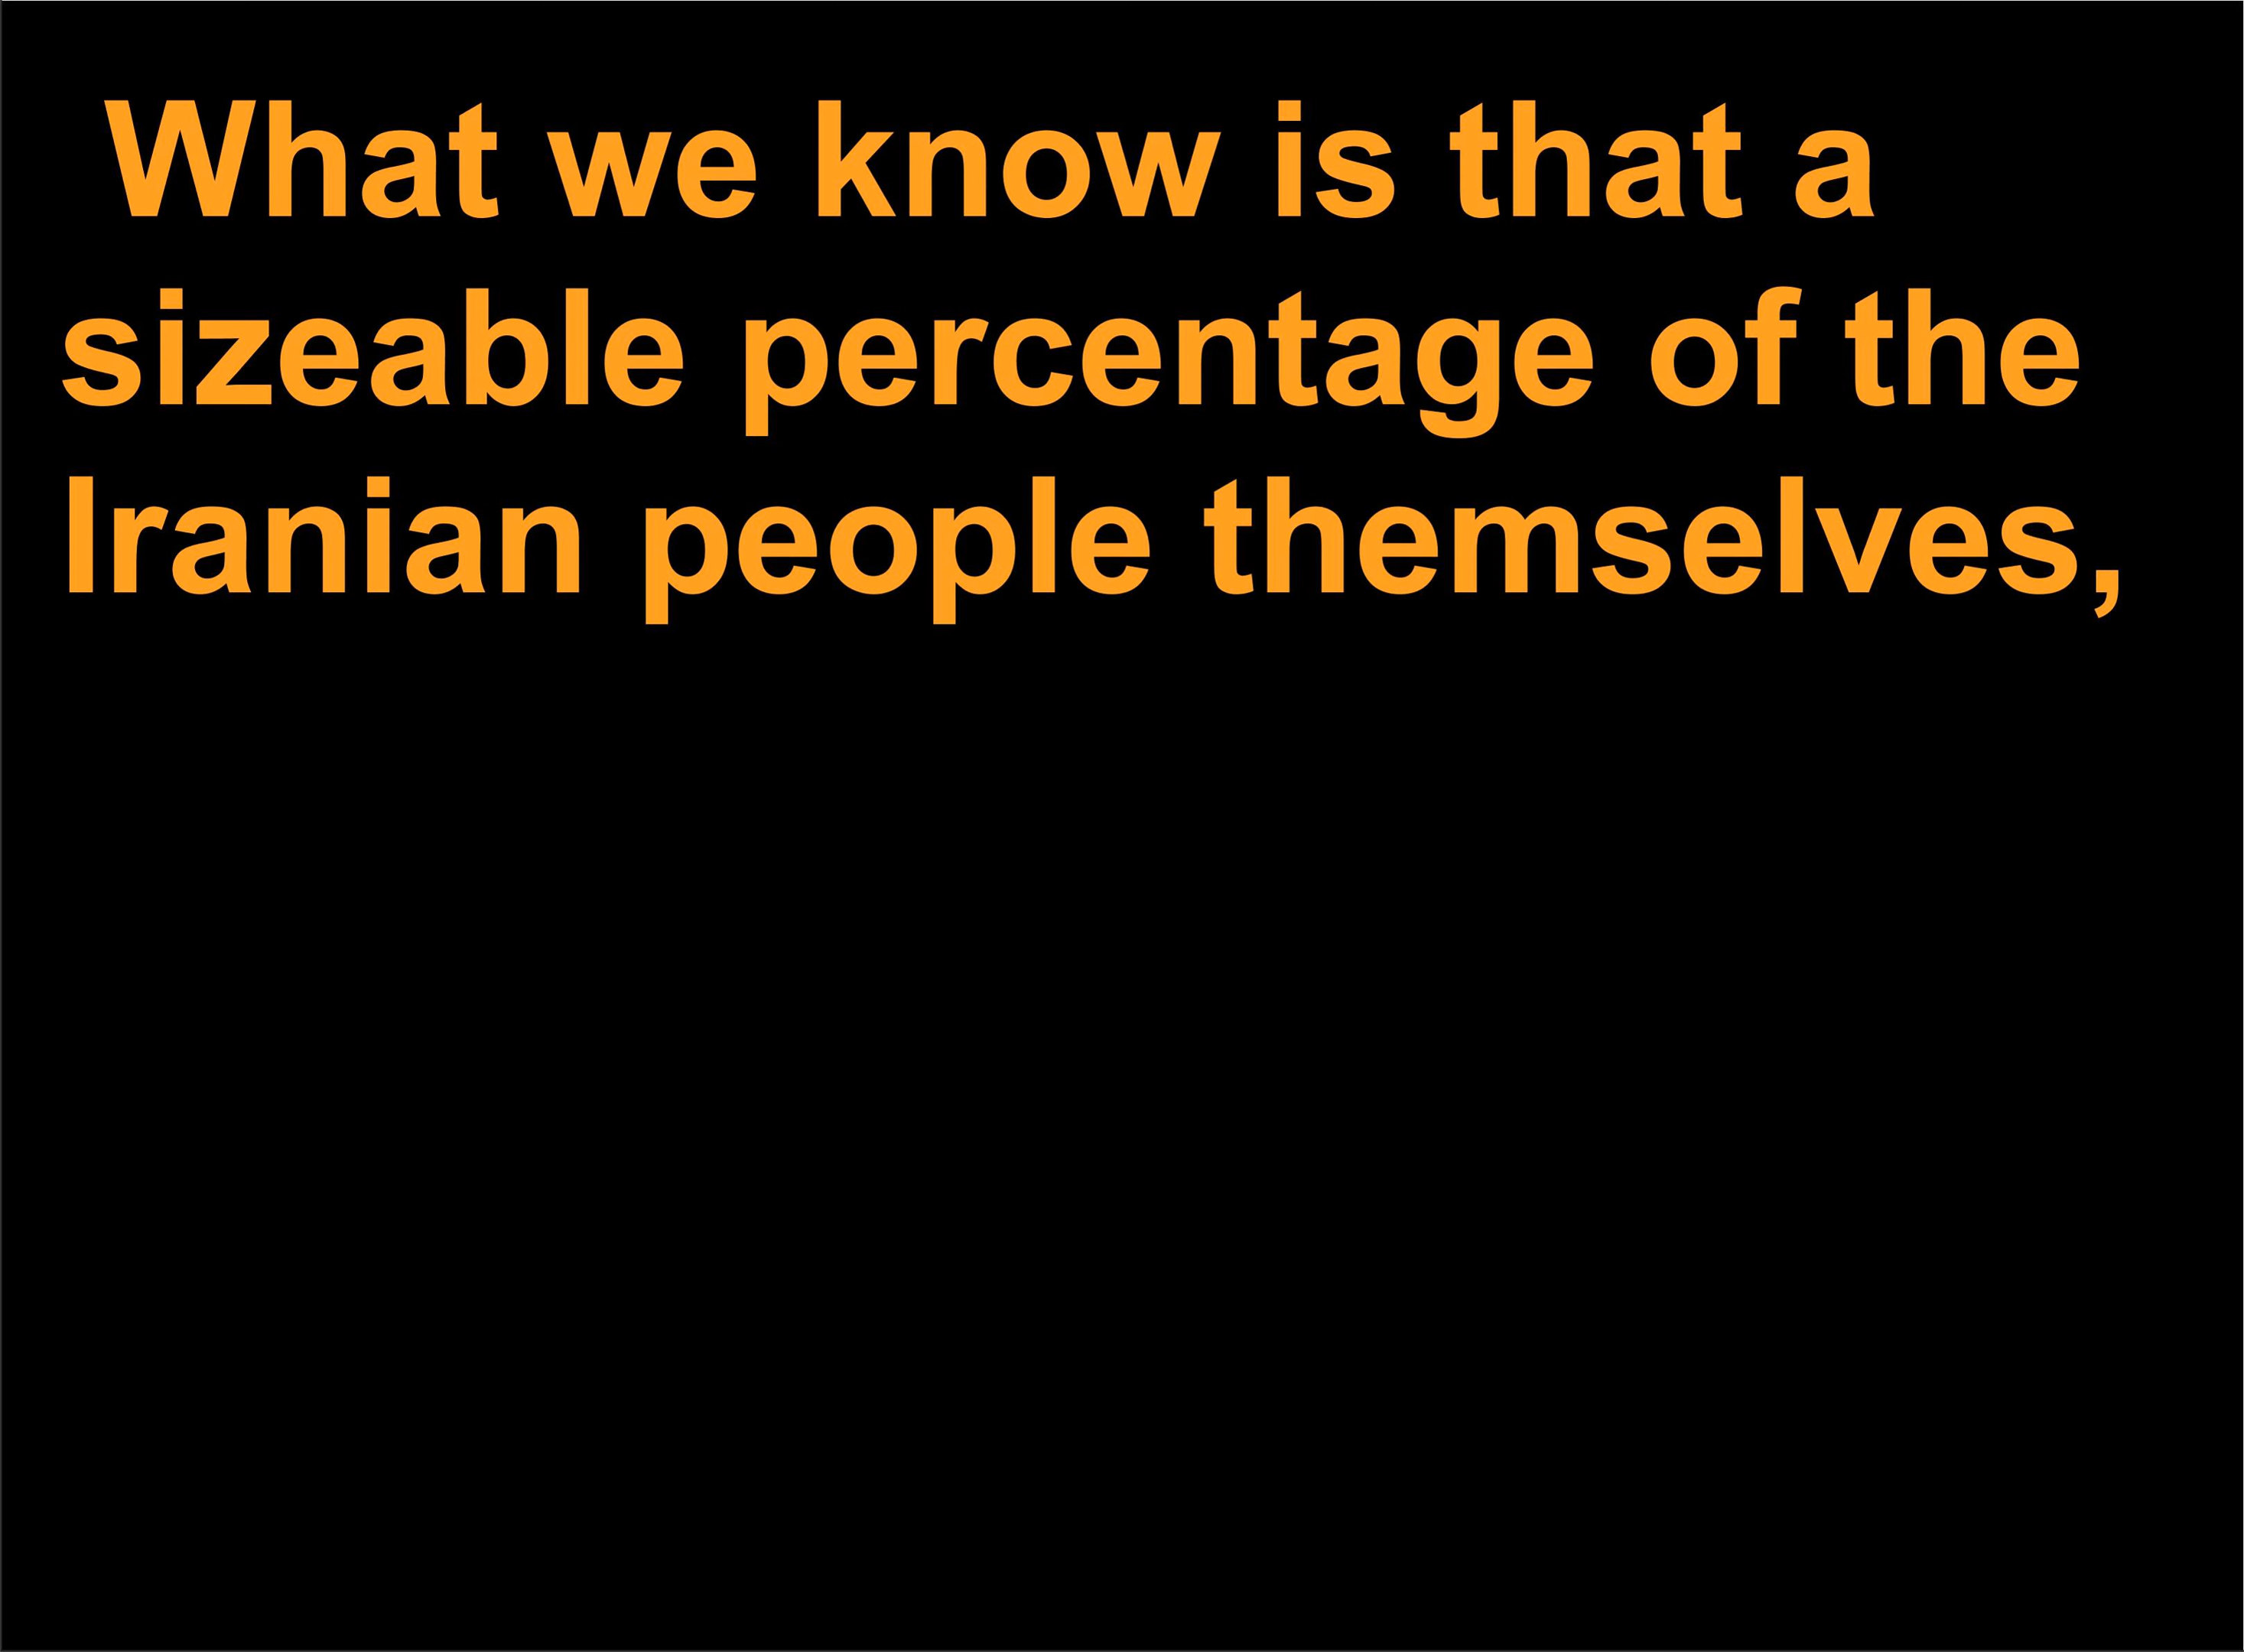 What we know is that a
sizeable percentage of the
Iranian people themselves,